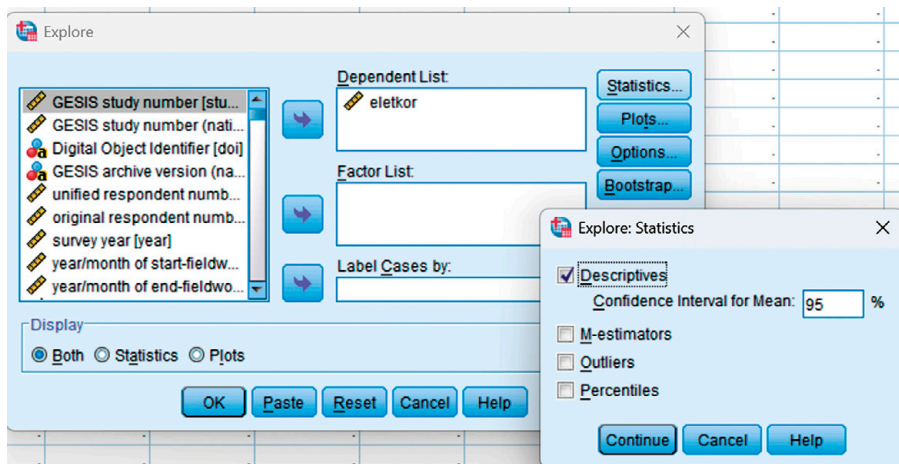 Explore
Dependent List:
GESIS study number [stu...
GESIS study number (nati...
Digital Object Identifier [doi]
GESIS archive version (na...
unified respondent numb...
original respondent numb...
survey year [year]
year/month of start-fieldw...
year/month of end-fieldwo...
eletkor
Factor List:
Label Cases by:
Statistics...
Plots...
Options...
Bootstrap...
Display
Both
Statistics
Plots
OK
Paste
Reset
Cancel
Help
Explore: Statistics
Descriptives
Confidence Interval for Mean: 95 %
M-estimators
Outliers
Percentiles
Continue
Cancel
Help